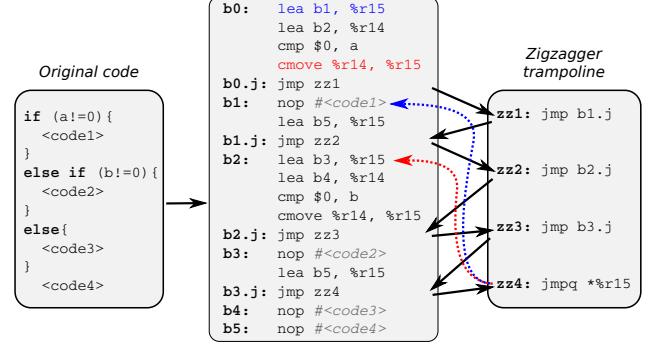 Original code
if (a!=0){
<code1>
}
else if (b!=0){
<code2>
}
else{
<code3>
}
<code4>
b0: lea b1, %r15
lea b2, %r14
cmp $0, a
cmove %r14, %r15
b0.j: jmp zz1
b1: nop #<code1>
lea b5, %r15
b1.j: jmp zz2
b2: lea b3, %r15
lea b4, %r14
cmp $0, b
cmove %r14, %r15
b2.j: jmp zz3
b3: nop #<code2>
lea b5, %r15
b3.j: jmp zz4
b4: nop #<code3>
b5: nop #<code4>
Zigzagger
trampoline
zz1: jmp b1.j
zz2: jmp b2.j
zz3: jmp b3.j
zz4: jmpq *%r15